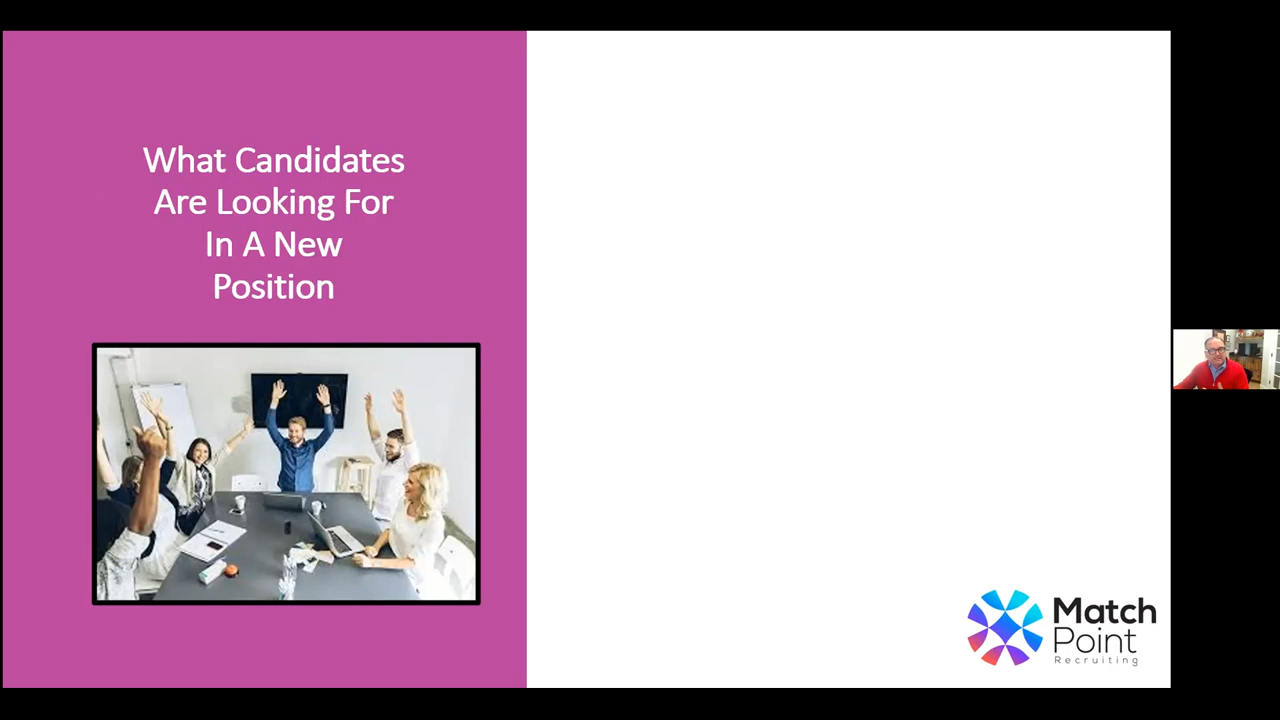 What Candidates
Are Looking For
In A New
Position
Match
Point
Recruiting